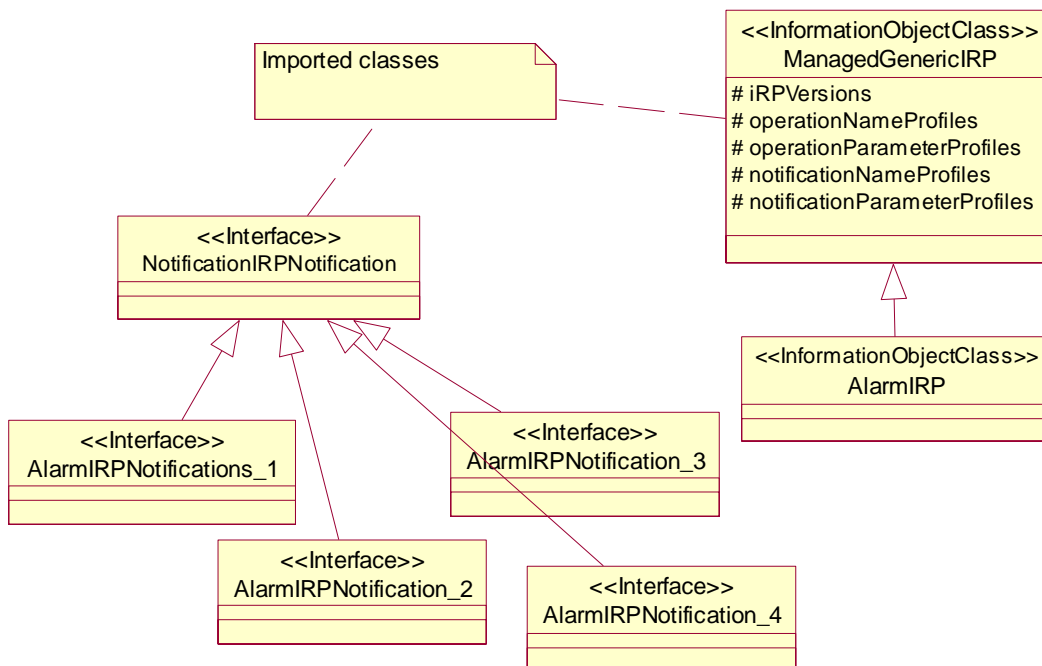 Imported classes
<<InformationObjectClass>>
ManagedGenericIRP
# iRPVersions
# operationNameProfiles
# operationParameterProfiles
# notificationNameProfiles
# notificationParameterProfiles
<<Interface>>
NotificationIRPNotification
<<InformationObjectClass>>
AlarmIRP
<<Interface>>
AlarmIRPNotifications_1
<<Interface>>
AlarmIRPNotification_3
<<Interface>>
AlarmIRPNotification_2
<<Interface>>
AlarmIRPNotification_4